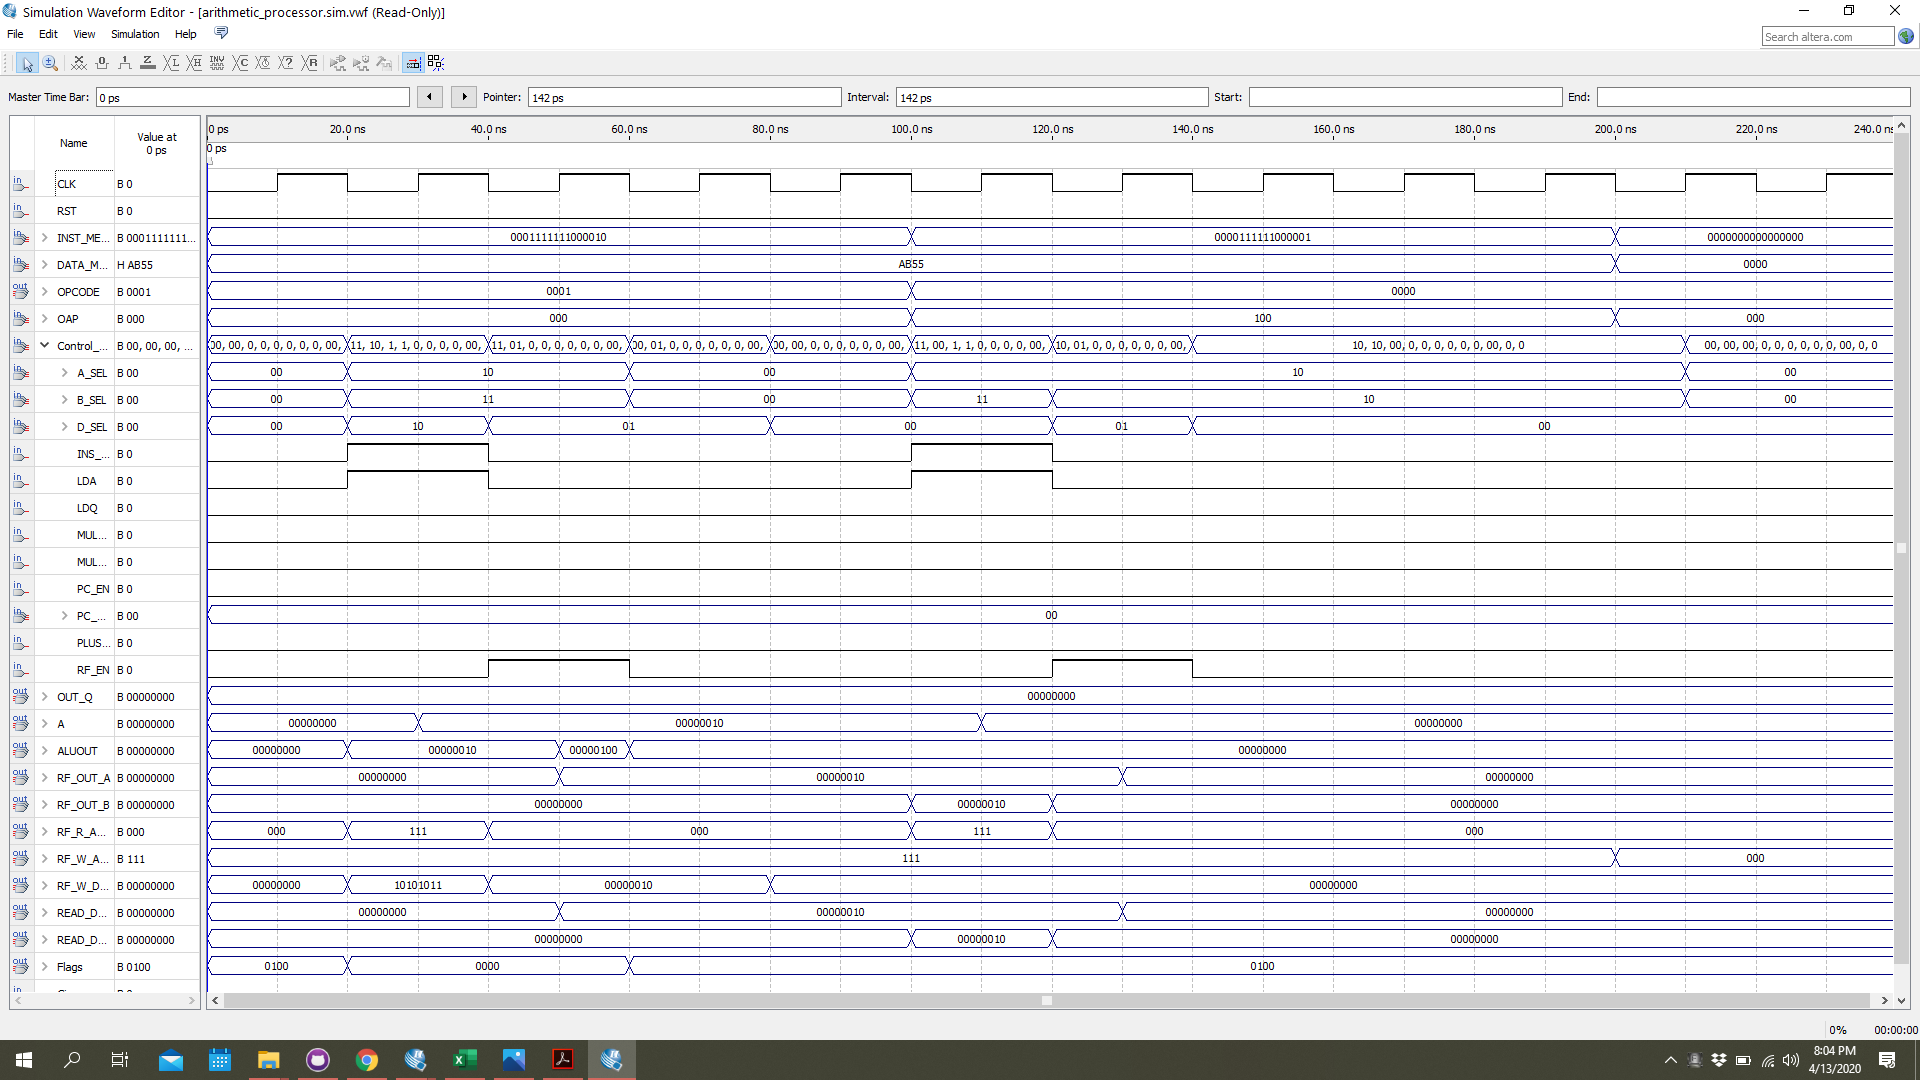 Simulation Waveform Editor - [arithmetic_processor.sim.vwf (Read-Only)]
File Edit View Simulation Help
Search altera.com
Master Time Bar: 0 ps Pointer: 142 ps Interval: 142 ps Start: End:
Name Value at 0 ps
0 ps 20.0 ns 40.0 ns 60.0 ns 80.0 ns 100.0 ns 120.0 ns 140.0 ns 160.0 ns 180.0 ns 200.0 ns 220.0 ns 240.0 ns
0 ps
CLK B 0
RST B 0
INST_ME... B 0001111111... 0001111111000010 0000111111000001 0000000000000000
DATA_M... H AB55 AB55 0000
OPCODE B 0001 0001 0000
OAP B 000 000 100 000
Control_... B 00, 00, 00, ... 00, 00, 0, 0, 0, 0, 0, 0, 00, 11, 10, 1, 1, 0, 0, 0, 0, 00, 11, 01, 0, 0, 0, 0, 0, 0, 00, 00, 01, 0, 0, 0, 0, 0, 0, 00, 00, 00, 0, 0, 0, 0, 0, 0, 00, 11, 00, 1, 1, 0, 0, 0, 0, 00, 10, 01, 0, 0, 0, 0, 0, 0, 00, 10, 10, 00, 0, 0, 0, 0, 0, 0, 00, 0, 0 00, 00, 00, 0, 0, 0, 0, 0, 0, 00, 0, 0
A_SEL B 00 00 10 00 10 00
B_SEL B 00 00 11 00 11 10 00
D_SEL B 00 00 10 01 00 01 00
INS_... B 0
LDA B 0
LDQ B 0
MUL... B 0
MUL... B 0
PC_EN B 0
PC_... B 00 00
PLUS... B 0
RF_EN B 0
OUT_Q B 00000000 00000000
A B 00000000 00000000 00000010 00000000
ALUOUT B 00000000 00000000 00000010 00000100 00000000
RF_OUT_A B 00000000 00000000 00000010 00000000
RF_OUT_B B 00000000 00000000 00000010 00000000
RF_R_A... B 000 000 111 000 111 000
RF_W_A... B 111 111 000
RF_W_D... B 00000000 00000000 10101011 00000010 00000000
READ_D... B 00000000 00000000 00000010 00000000
READ_D... B 00000000 00000000 00000010 00000000
Flags B 0100 0100 0000 0100
0% 00:00:00
8:04 PM
4/13/2020